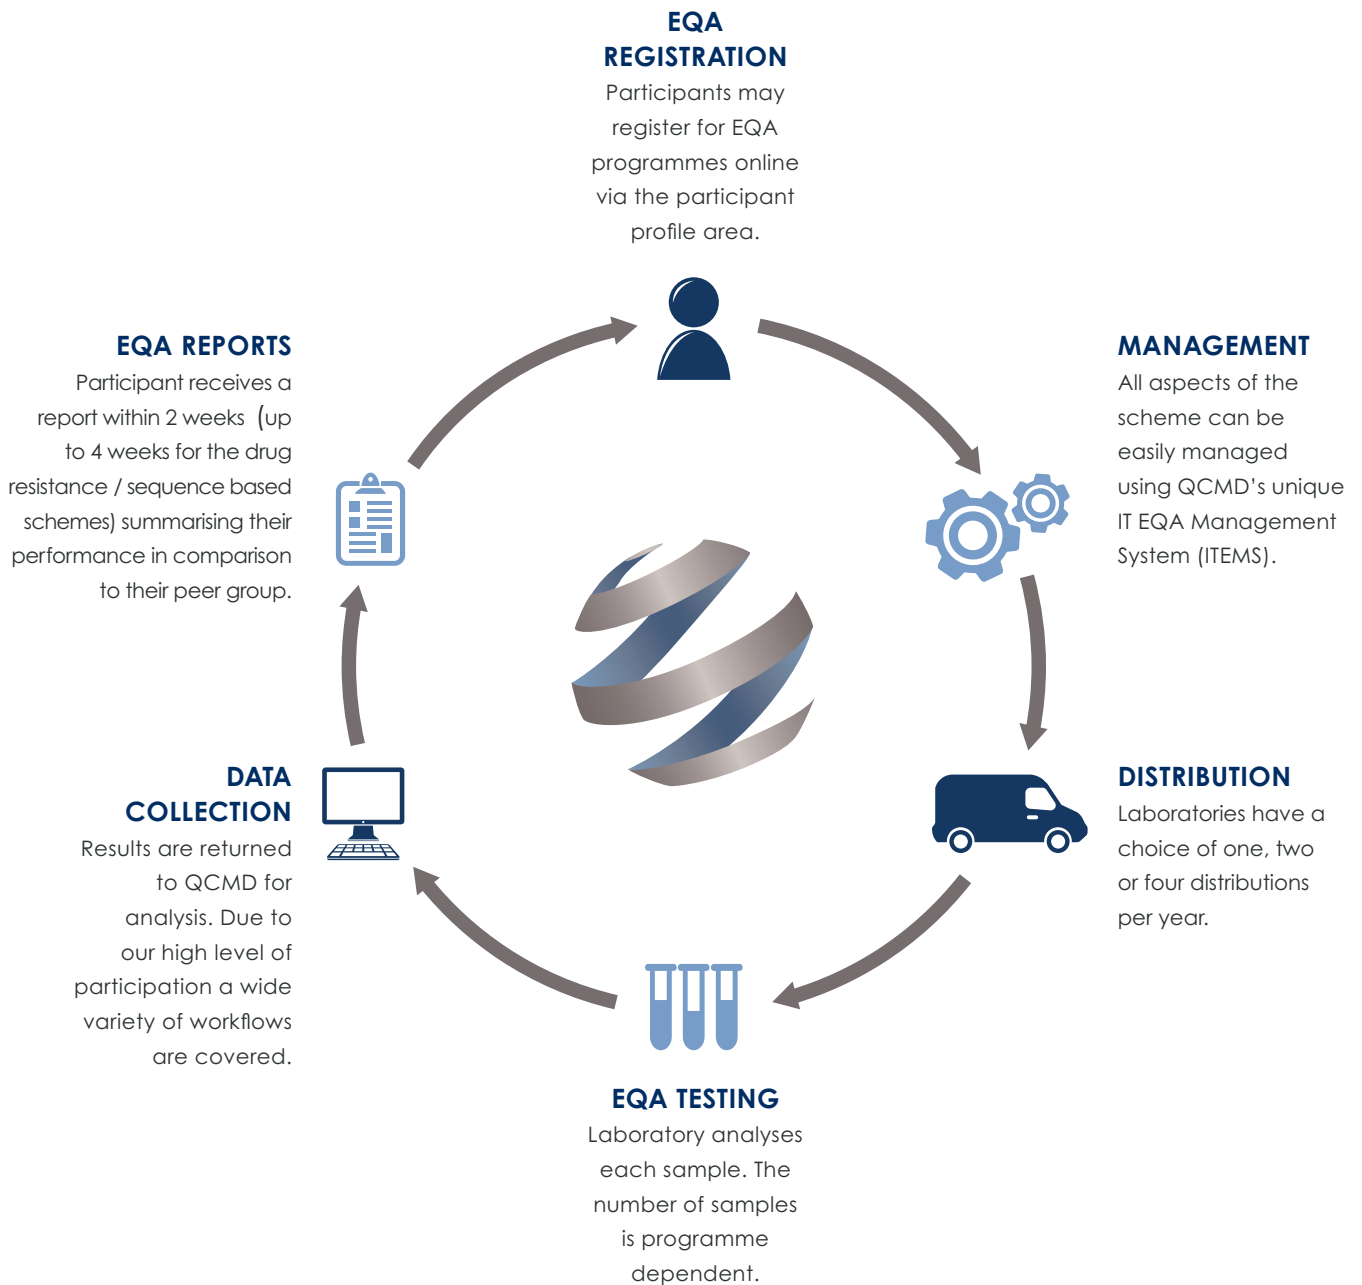 EQA
REGISTRATION
Participants may
register for EQA
programmes online
via the participant
profile area.
MANAGEMENT
All aspects of the
scheme can be
easily managed
using QCMD’s unique
IT EQA Management
System (ITEMS).
DISTRIBUTION
Laboratories have a
choice of one, two
or four distributions
per year.
EQA TESTING
Laboratory analyses
each sample. The
number of samples
is programme
dependent.
DATA
COLLECTION
Results are returned
to QCMD for
analysis. Due to
our high level of
participation a wide
variety of workflows
are covered.
EQA REPORTS
Participant receives a
report within 2 weeks (up
to 4 weeks for the drug
resistance / sequence based
schemes) summarising their
performance in comparison
to their peer group.